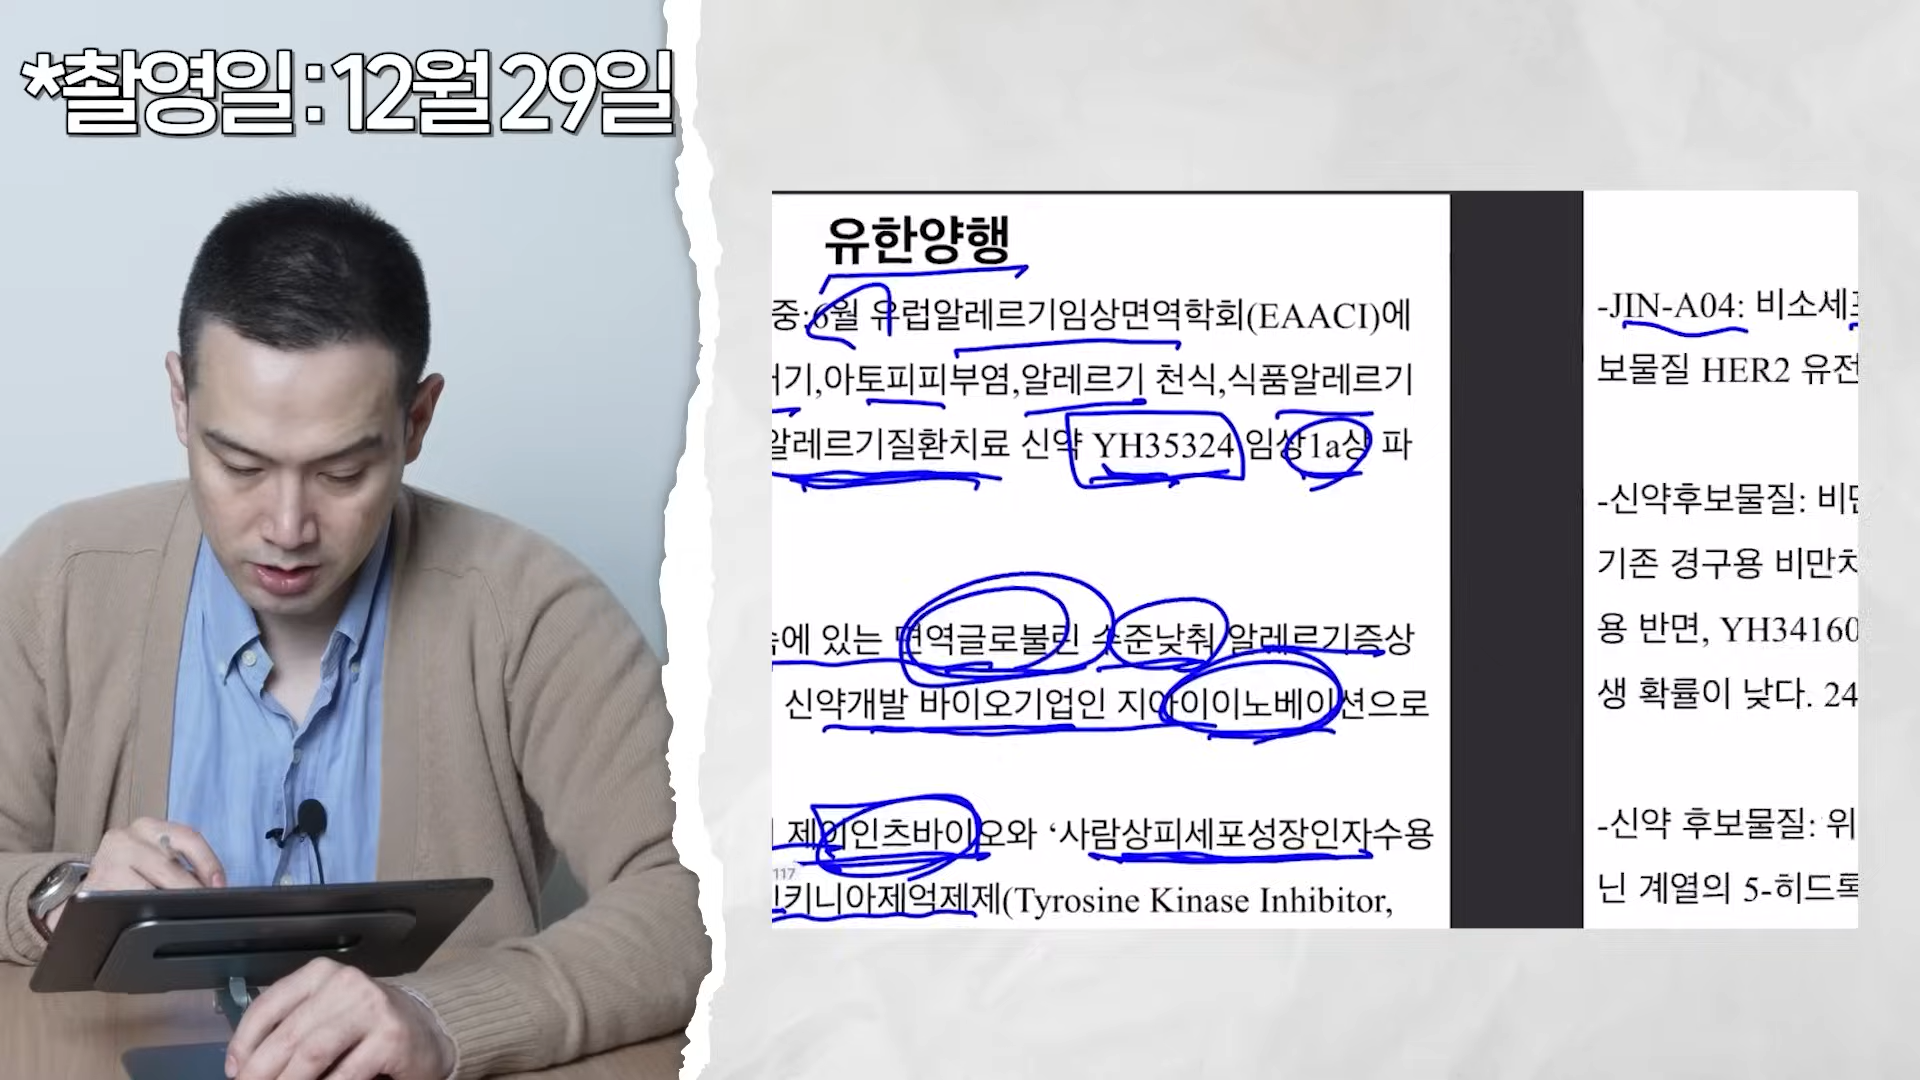 *촬영일 : 12월 29일
유한양행
중:6월 유럽알레르기임상면역학회(EAACI)에
기,아토피피부염,알레르기 천식,식품알레르기
알레르기질환치료 신약 YH35324 임상1a상 파
에 있는 면역글로불린 수준낮춰 알레르기증상
신약개발 바이오기업인 지아이이노베이션으로
제이인츠바이오와 ‘사람상피세포성장인자수용
117
키니아제억제제(Tyrosine Kinase Inhibitor,
-JIN-A04: 비소세포
보물질 HER2 유전
-신약후보물질: 비만
기존 경구용 비만치
용 반면, YH34160
생 확률이 낮다. 24
-신약 후보물질: 위
닌 계열의 5-히드록